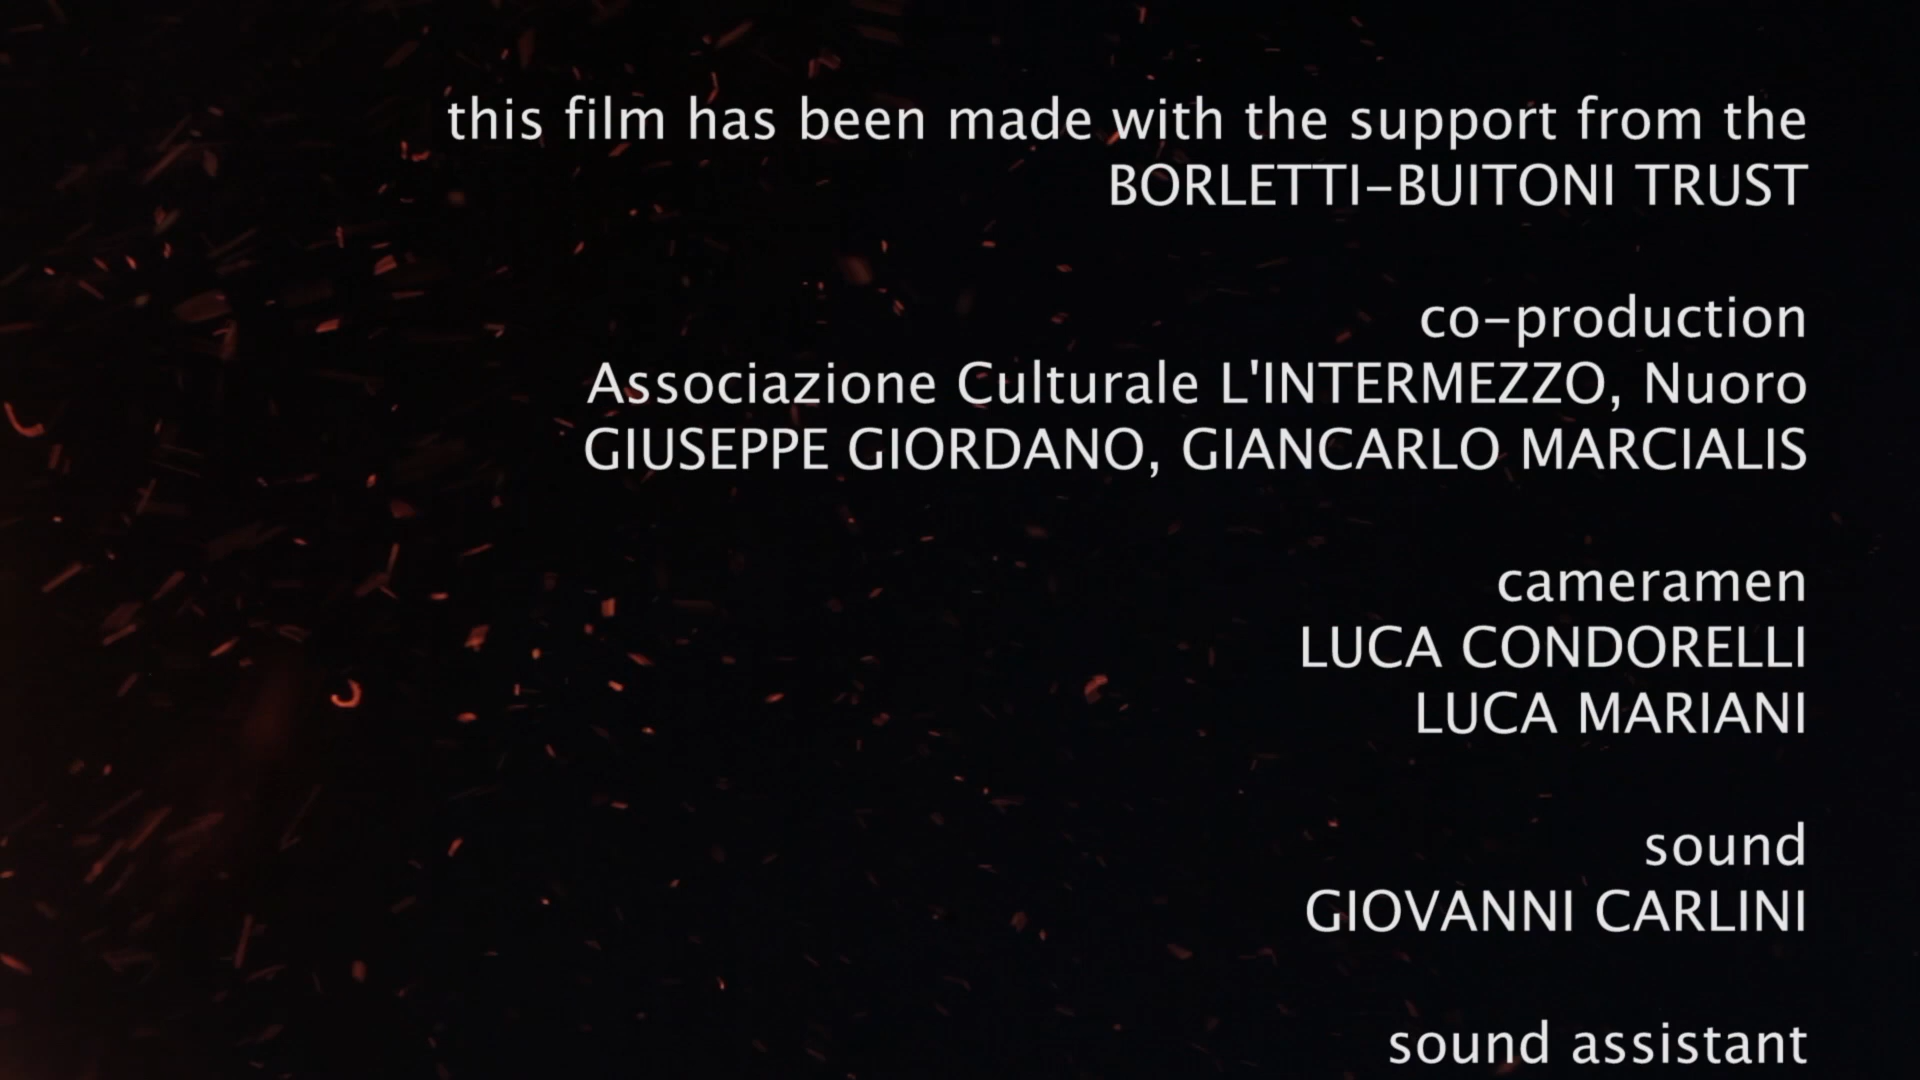 this film has been made with the support from the
BORLETTI-BUITONI TRUST
co-production
Associazione Culturale L'INTERMEZZO, Nuoro
GIUSEPPE GIORDANO, GIANCARLO MARCIALIS
cameramen
LUCA CONDORELLI
LUCA MARIANI
sound
GIOVANNI CARLINI
sound assistant